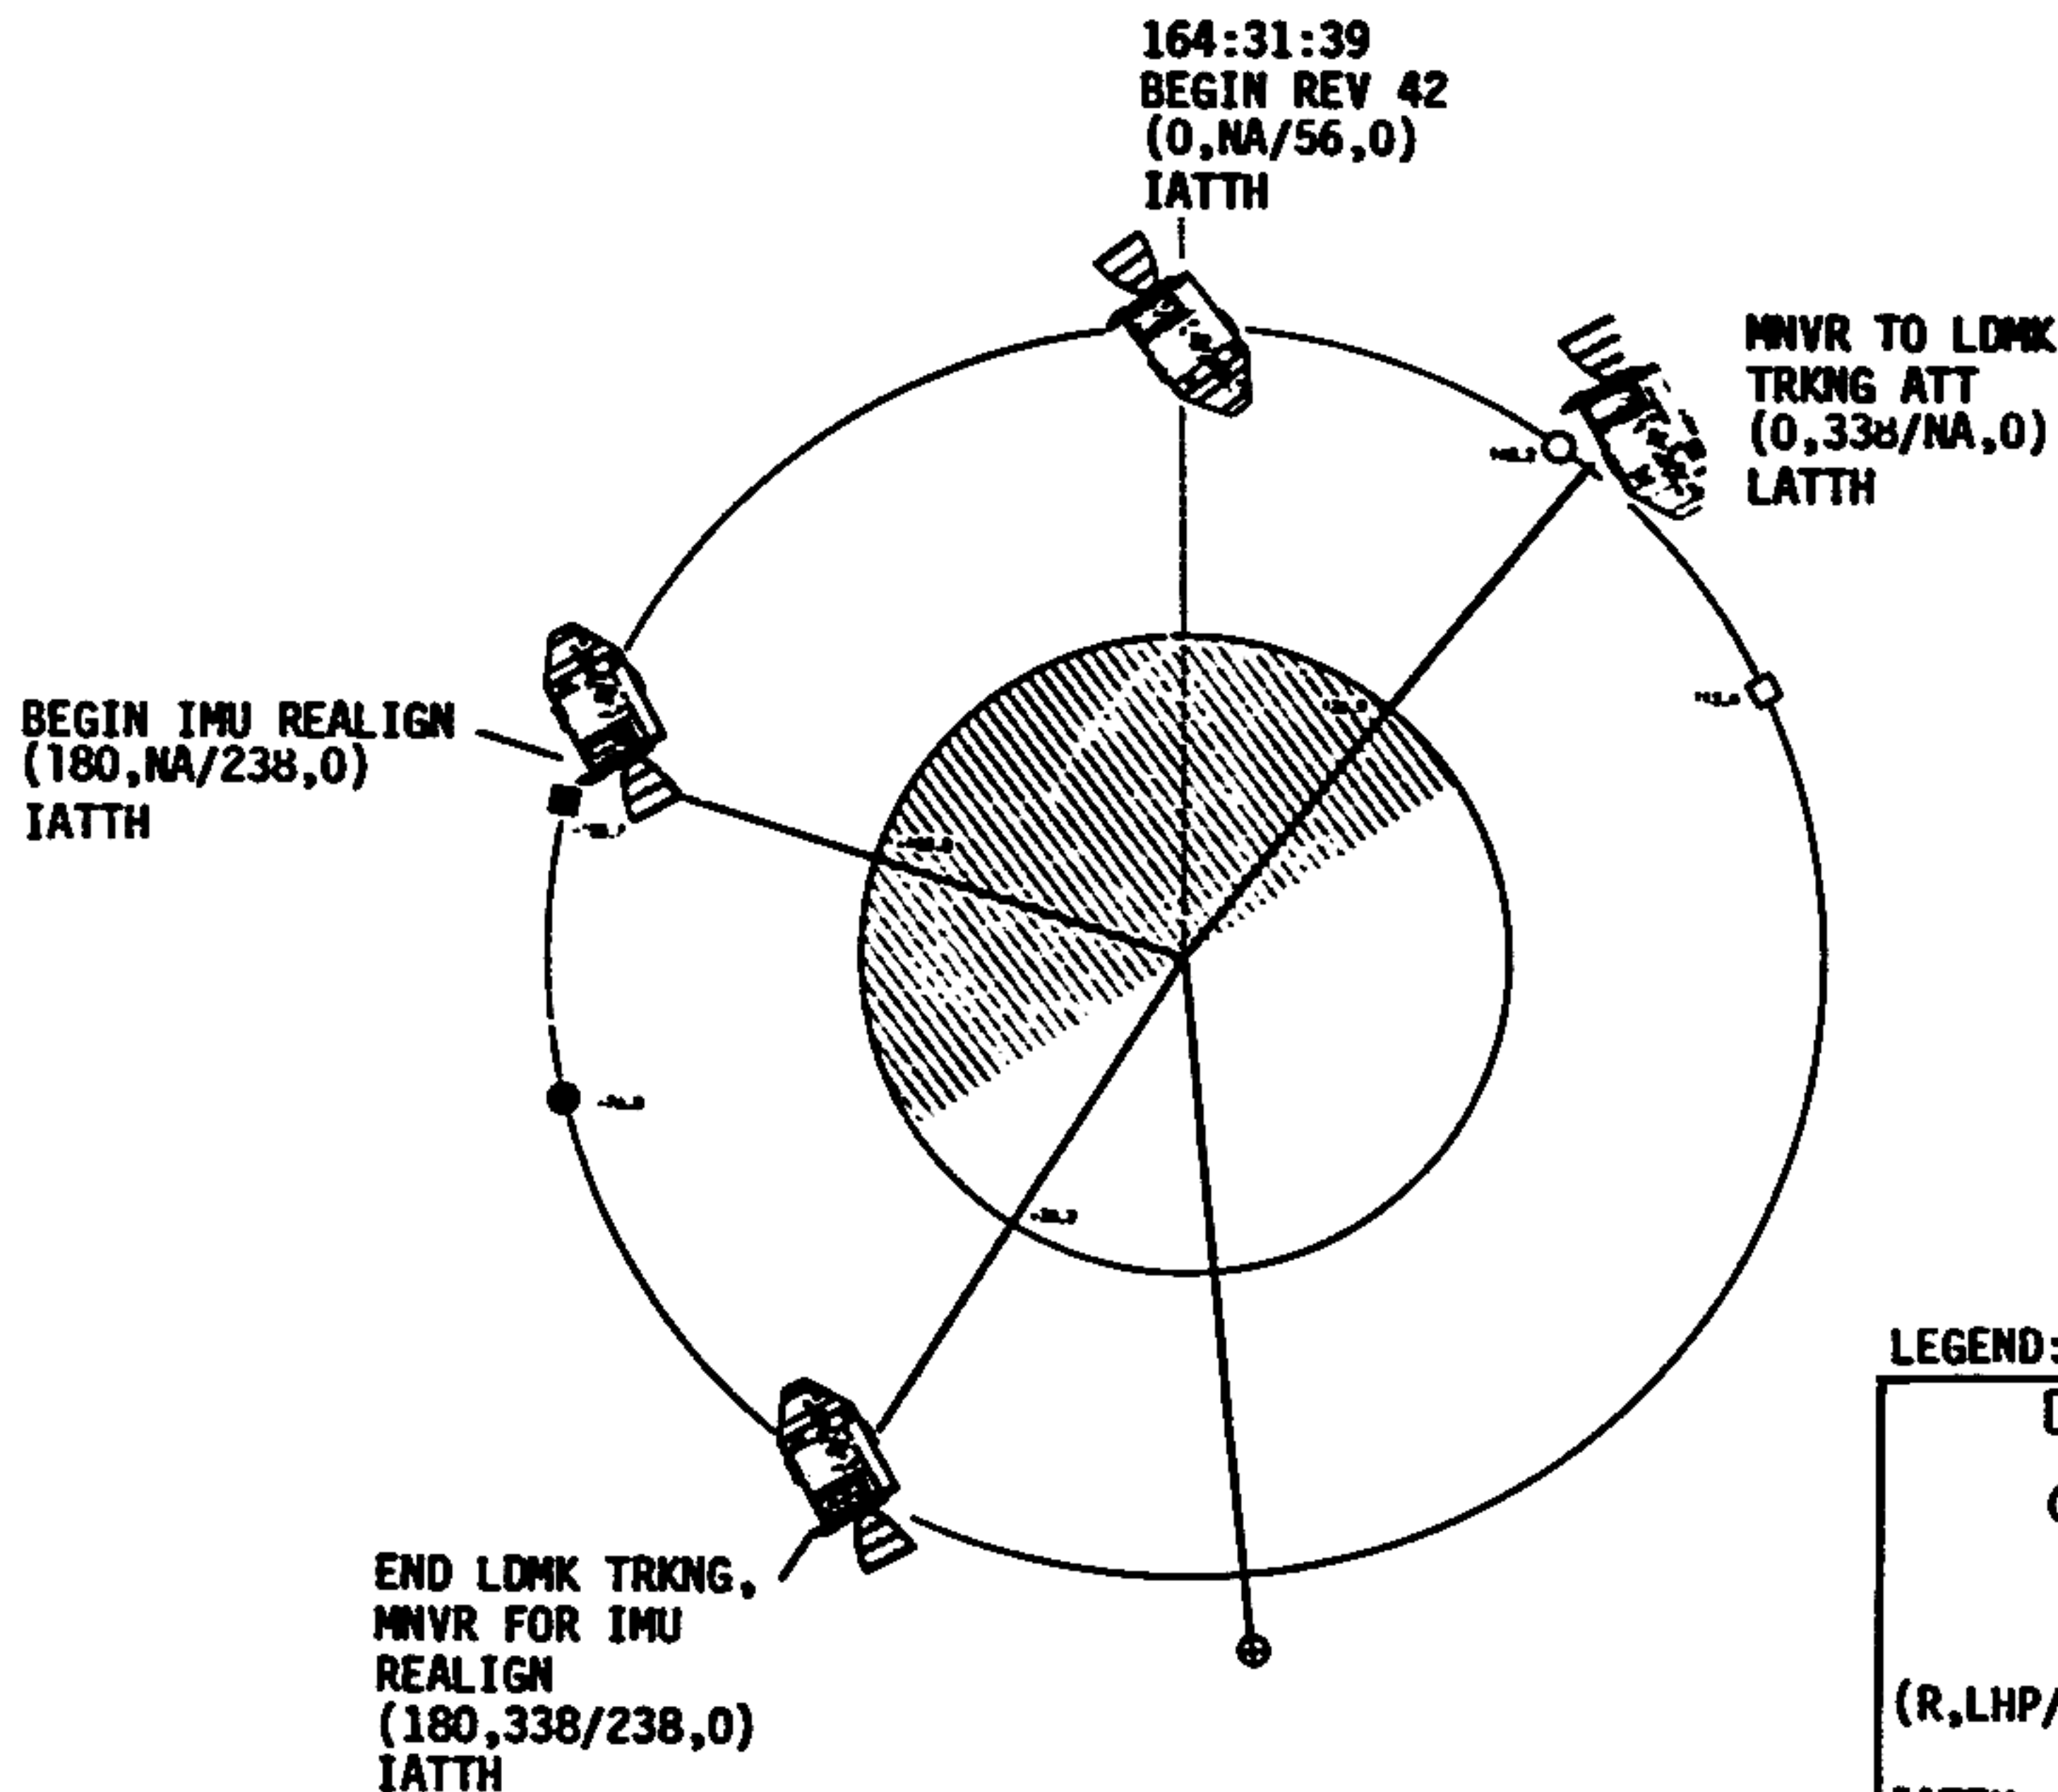 164:31:39
BEGIN REV 42
(0,NA/56,0)
IATTH
MNVR TO LDMK
TRKNG ATT
(0,338/NA,0)
LATTH
BEGIN IMU REALIGN
(180,NA/238,0)
IATTH
END LDMK TRKNG,
MNVR FOR IMU
REALIGN
(180,338/238,0)
IATTH
LEGEND:
(R,LHP/